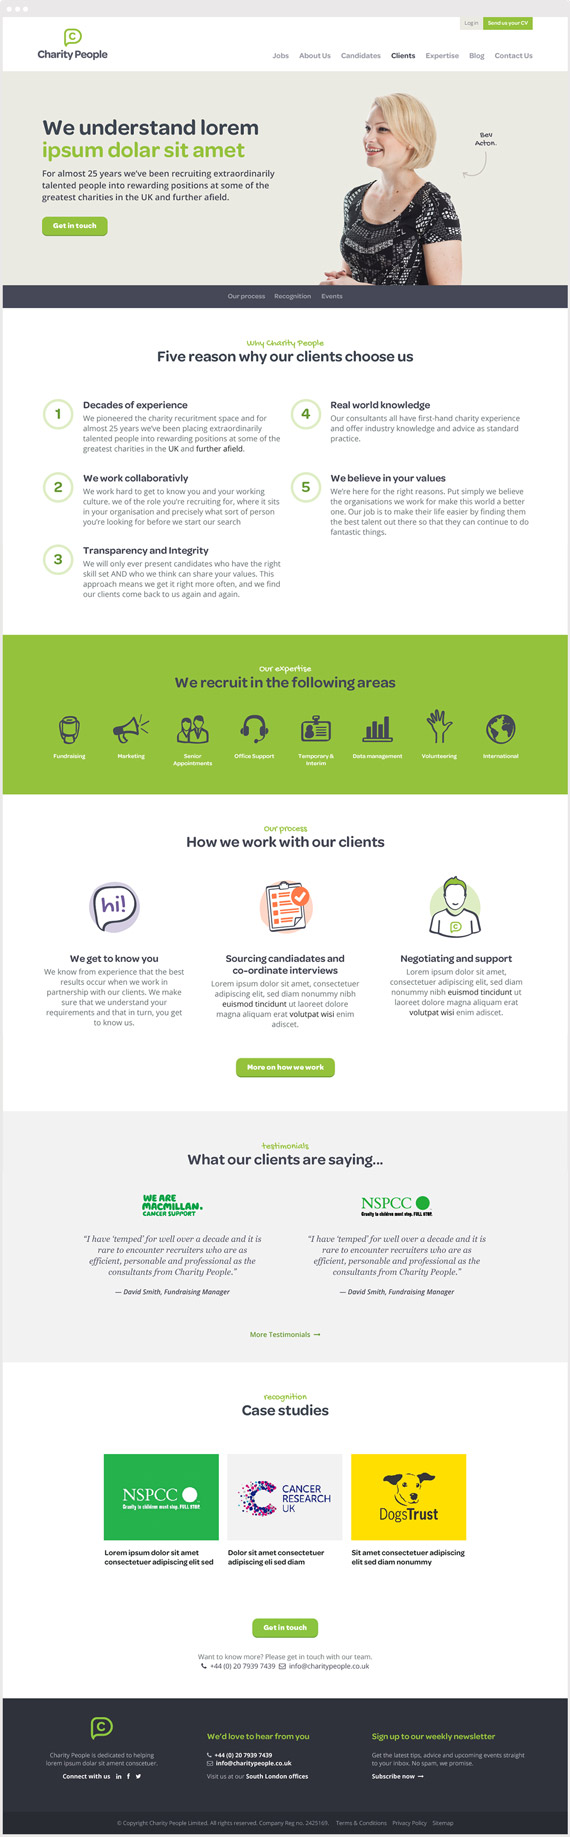 Log in
Send us your CV
C
Charity People
Jobs About Us Candidates Clients Expertise Blog Contact Us
We understand lorem
ipsum dolar sit amet
For almost 25 years we've been recruiting extraordinarily
talented people into rewarding positions at some of the
greatest charities in the UK and further afield.
Get in touch
Bev
Acton.
Our process Recognition Events
Why Charity People
Five reason why our clients choose us
1
Decades of experience
We pioneered the charity recuritment space and for
almost 25 years we've been placing extraordinarily
talented people into rewarding positions at some of the
greatest charities in the UK and further afield.
2
We work collaborativly
We work hard to get to know you and your working
culture. we of the role you're recruiting for, where it sits
in your organisation and precisely what sort of person
you're looking for before we start our search
3
Transparency and Integrity
We will only ever present candidates who have the right
skill set AND who we think can share your values. This
approach means we get it right more often, and we find
our clients come back to us again and again.
4
Real world knowledge
Our consultants all have first-hand charity experience
and offer industry knowledge and advice as standard
practice.
5
We believe in your values
We're here for the right reasons. Put simply we believe
the organisations we work for make this world a better
one. Our job is to make their life easier by finding them
the best talent out there so that they can continue to do
fantastic things.
Our expertise
We recruit in the following areas
Fundraising
Marketing
Senior
Appointments
Office Support
Temporary &
Interim
Data management
Volunteering
International
Our process
How we work with our clients
hi!
We get to know you
We know from experience that the best
results occur when we work in
partnership with our clients. We make
sure that we understand your
requirements and that in turn, you get
to know us.
Sourcing candiadates and
co-ordinate interviews
Lorem ipsum dolor sit amet, consectetuer
adipiscing elit, sed diam nonummy nibh
euismod tincidunt ut laoreet dolore
magna aliquam erat volutpat wisi enim
adiscet.
C
Negotiating and support
Lorem ipsum dolor sit amet,
consectetuer adipiscing elit, sed diam
nonummy nibh euismod tincidunt ut
laoreet dolore magna aliquam erat
volutpat wisi enim adiscet.
More on how we work
testimonials
What our clients are saying...
WE ARE
MACMILLAN.
CANCER SUPPORT
“I have ‘temped’ for well over a decade and it is
rare to encounter recruiters who are as
efficient, personable and professional as the
consultants from Charity People.”
— David Smith, Fundraising Manager
NSPCC
Cruelty to children must stop. FULL STOP.
“I have ‘temped’ for well over a decade and it is
rare to encounter recruiters who are as
efficient, personable and professional as the
consultants from Charity People.”
— David Smith, Fundraising Manager
More Testimonials →
recognition
Case studies
NSPCC
Cruelty to children must stop. FULL STOP.
Lorem ipsum dolor sit amet
consectetuer adipiscing elit sed
CANCER
RESEARCH
UK
Dolor sit amet consectetuer
adipiscing eli sed diam
DogsTrust
Sit amet consectetuer adipiscing
elit sed diam nonummy
Get in touch
Want to know more? Please get in touch with our team.
+44 (0) 20 7939 7439 info@charitypeople.co.uk
C
Charity People is dedicated to helping
lorem ipsum dolor sit ament consctetuer.
Connect with us in f
We'd love to hear from you
+44 (0) 20 7939 7439
info@charitypeople.co.uk
Visit us at our South London offices
Sign up to our weekly newsletter
Get the latest tips, advice and upcoming events straight
to your inbox. No spam, we promise.
Subscribe now →
© Copyright Charity People Limited. All rights reserved. Company Reg no. 2425169. Terms & Conditions Privacy Policy Sitemap